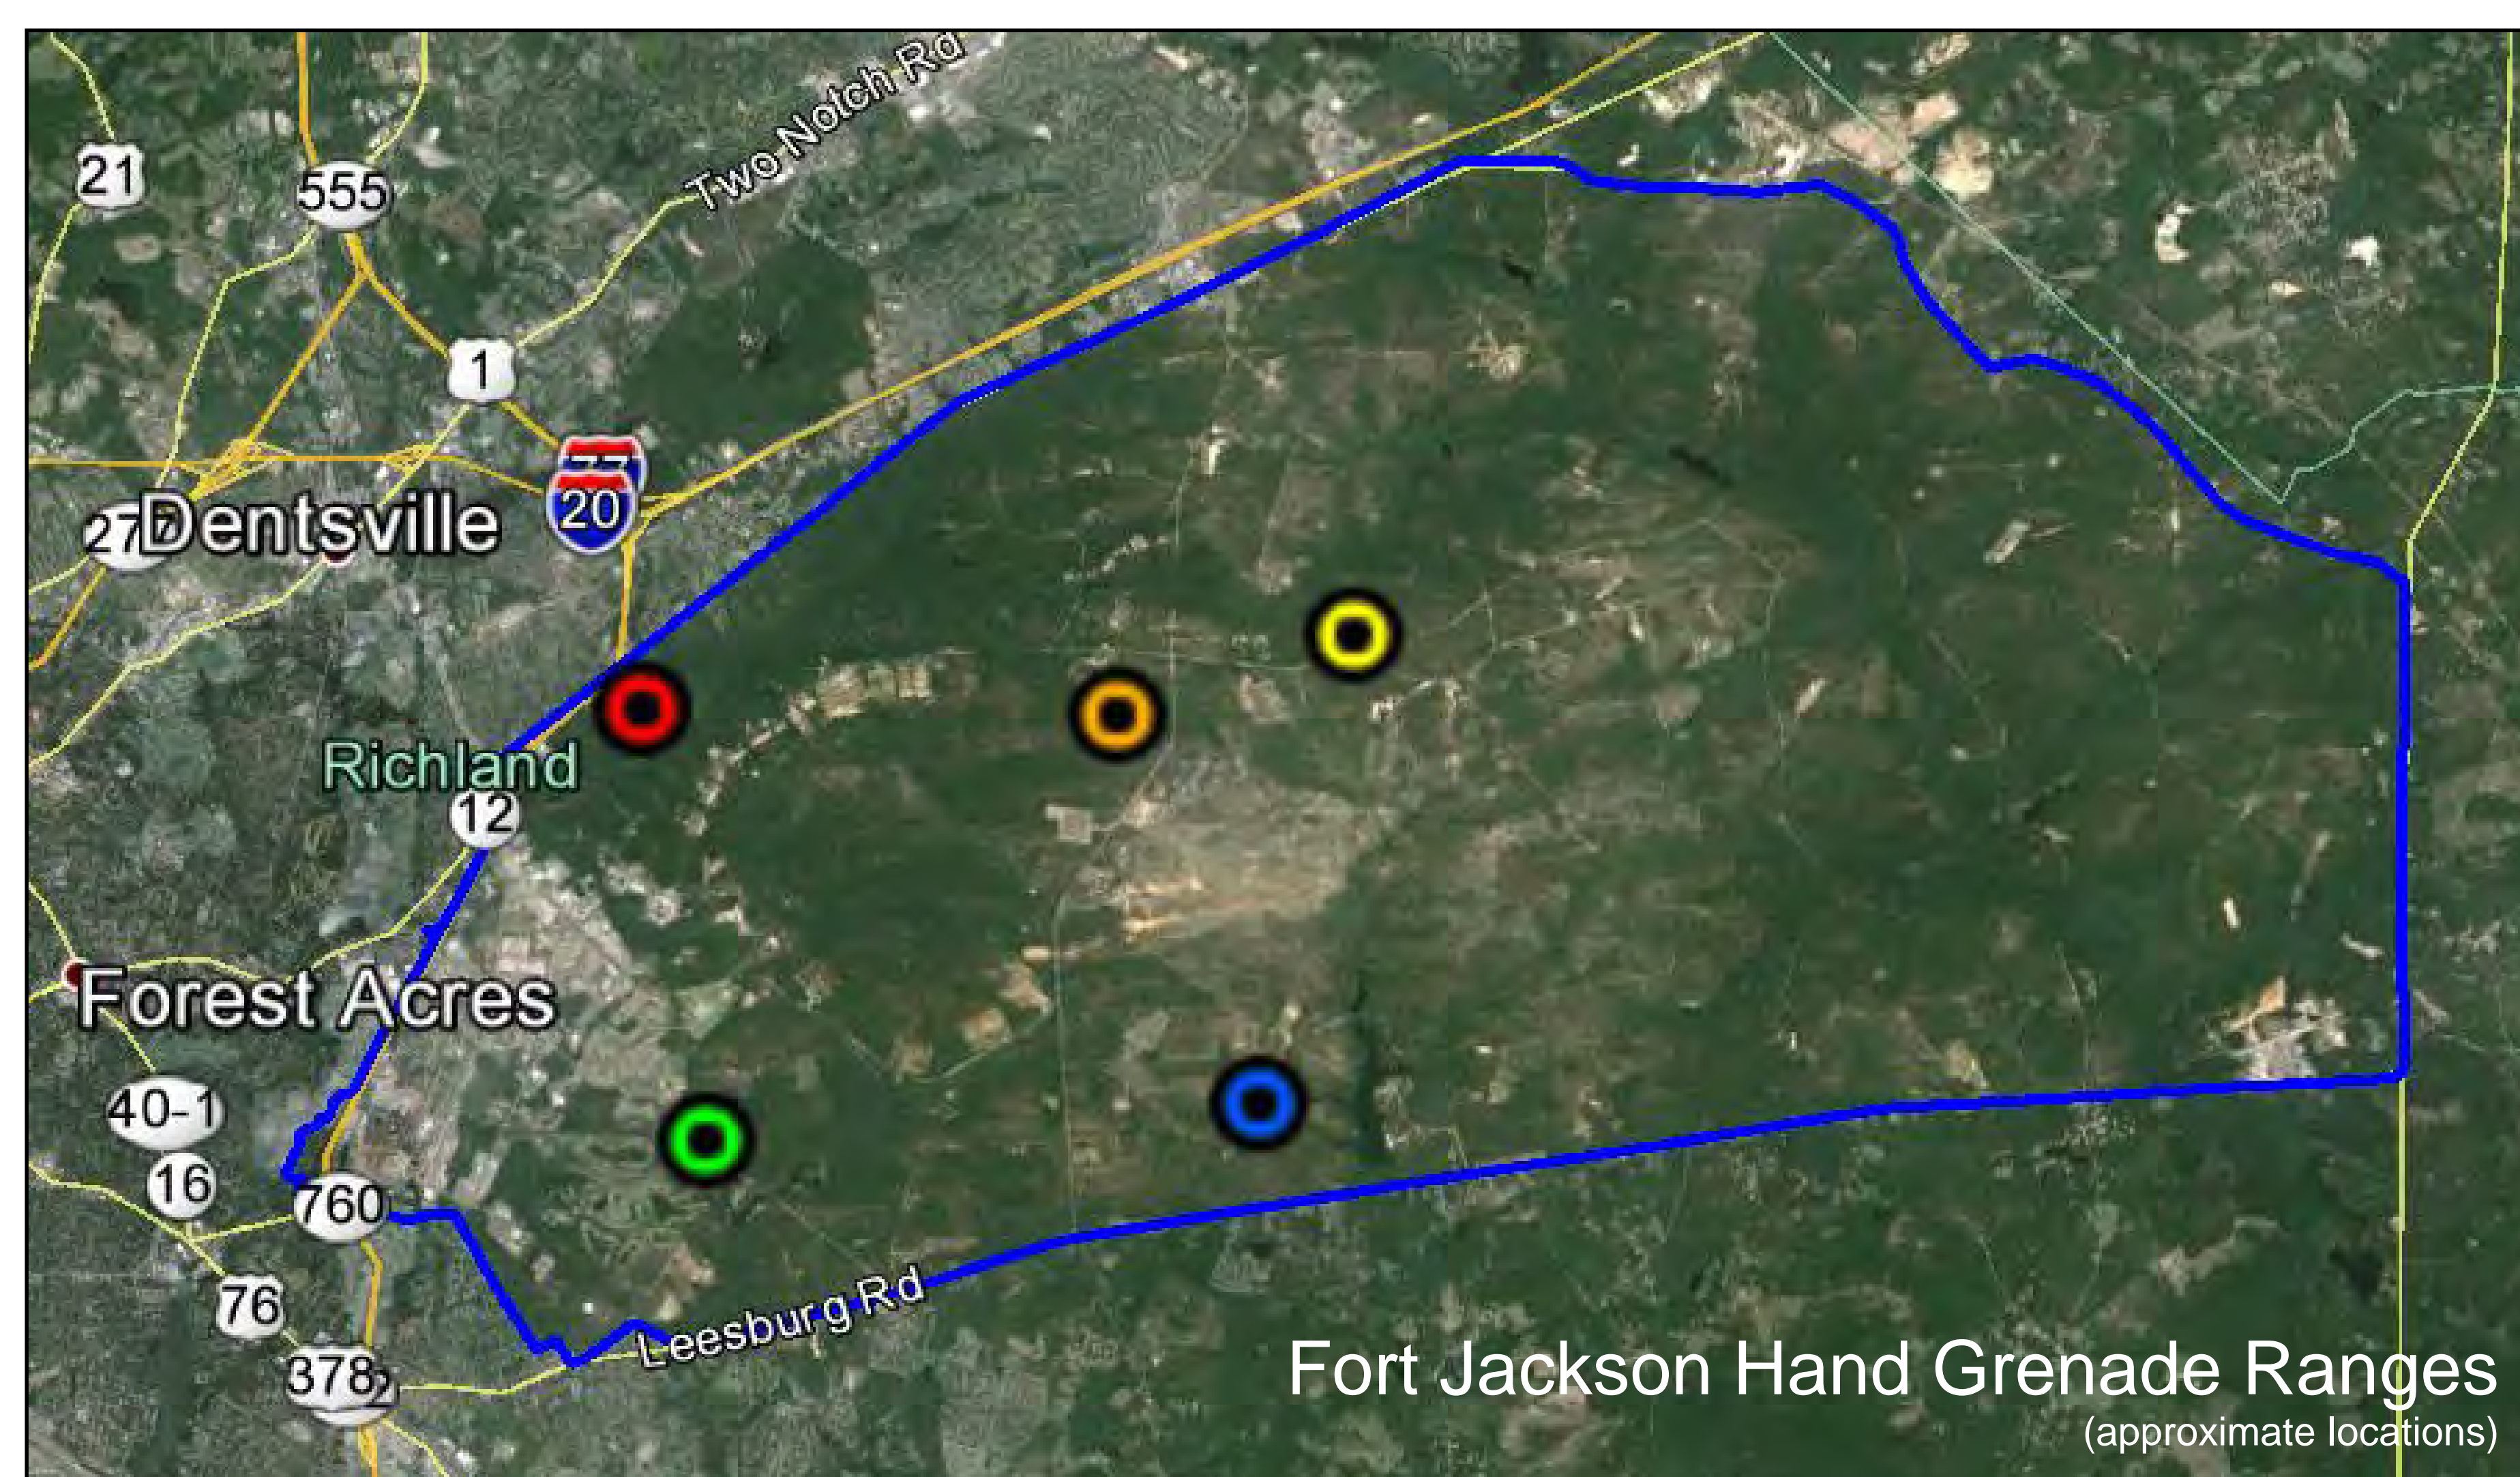 Two Notch Rd
21
555
1
77
20
Dentsville
Richland
12
Forest Acres
40-1
16
760
76
378
Leesburg Rd
Fort Jackson Hand Grenade Ranges
(approximate locations)